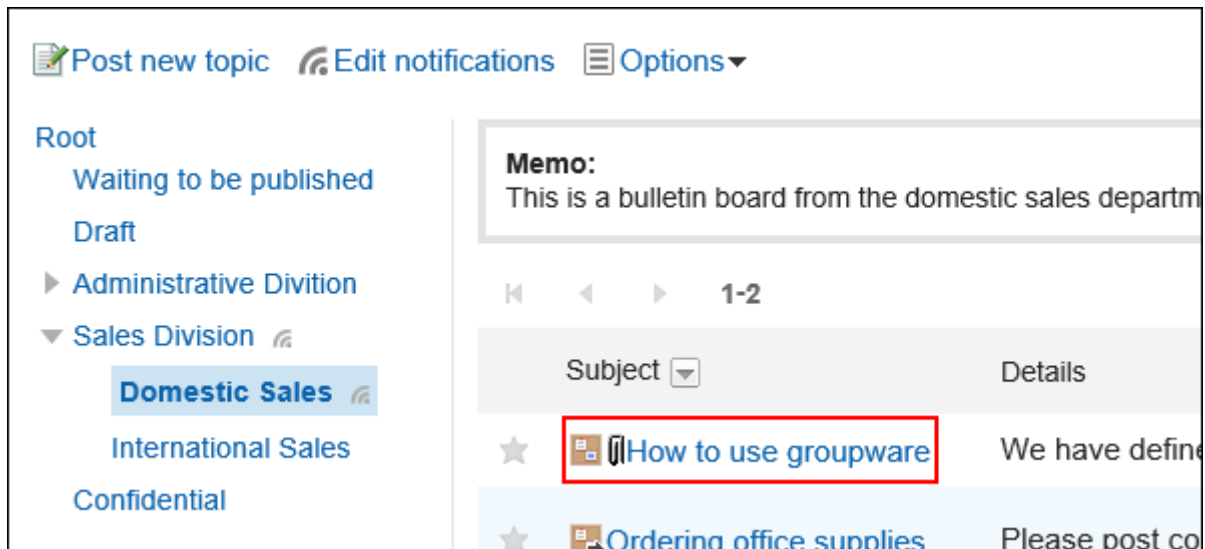 Post new topic Edit notifications Options
Root
Waiting to be published
Draft
Administrative Divition
Sales Division
Domestic Sales
International Sales
Confidential
Memo:
This is a bulletin board from the domestic sales departm
1-2
Subject Details
How to use groupware We have define
Ordering office supplies Please post co